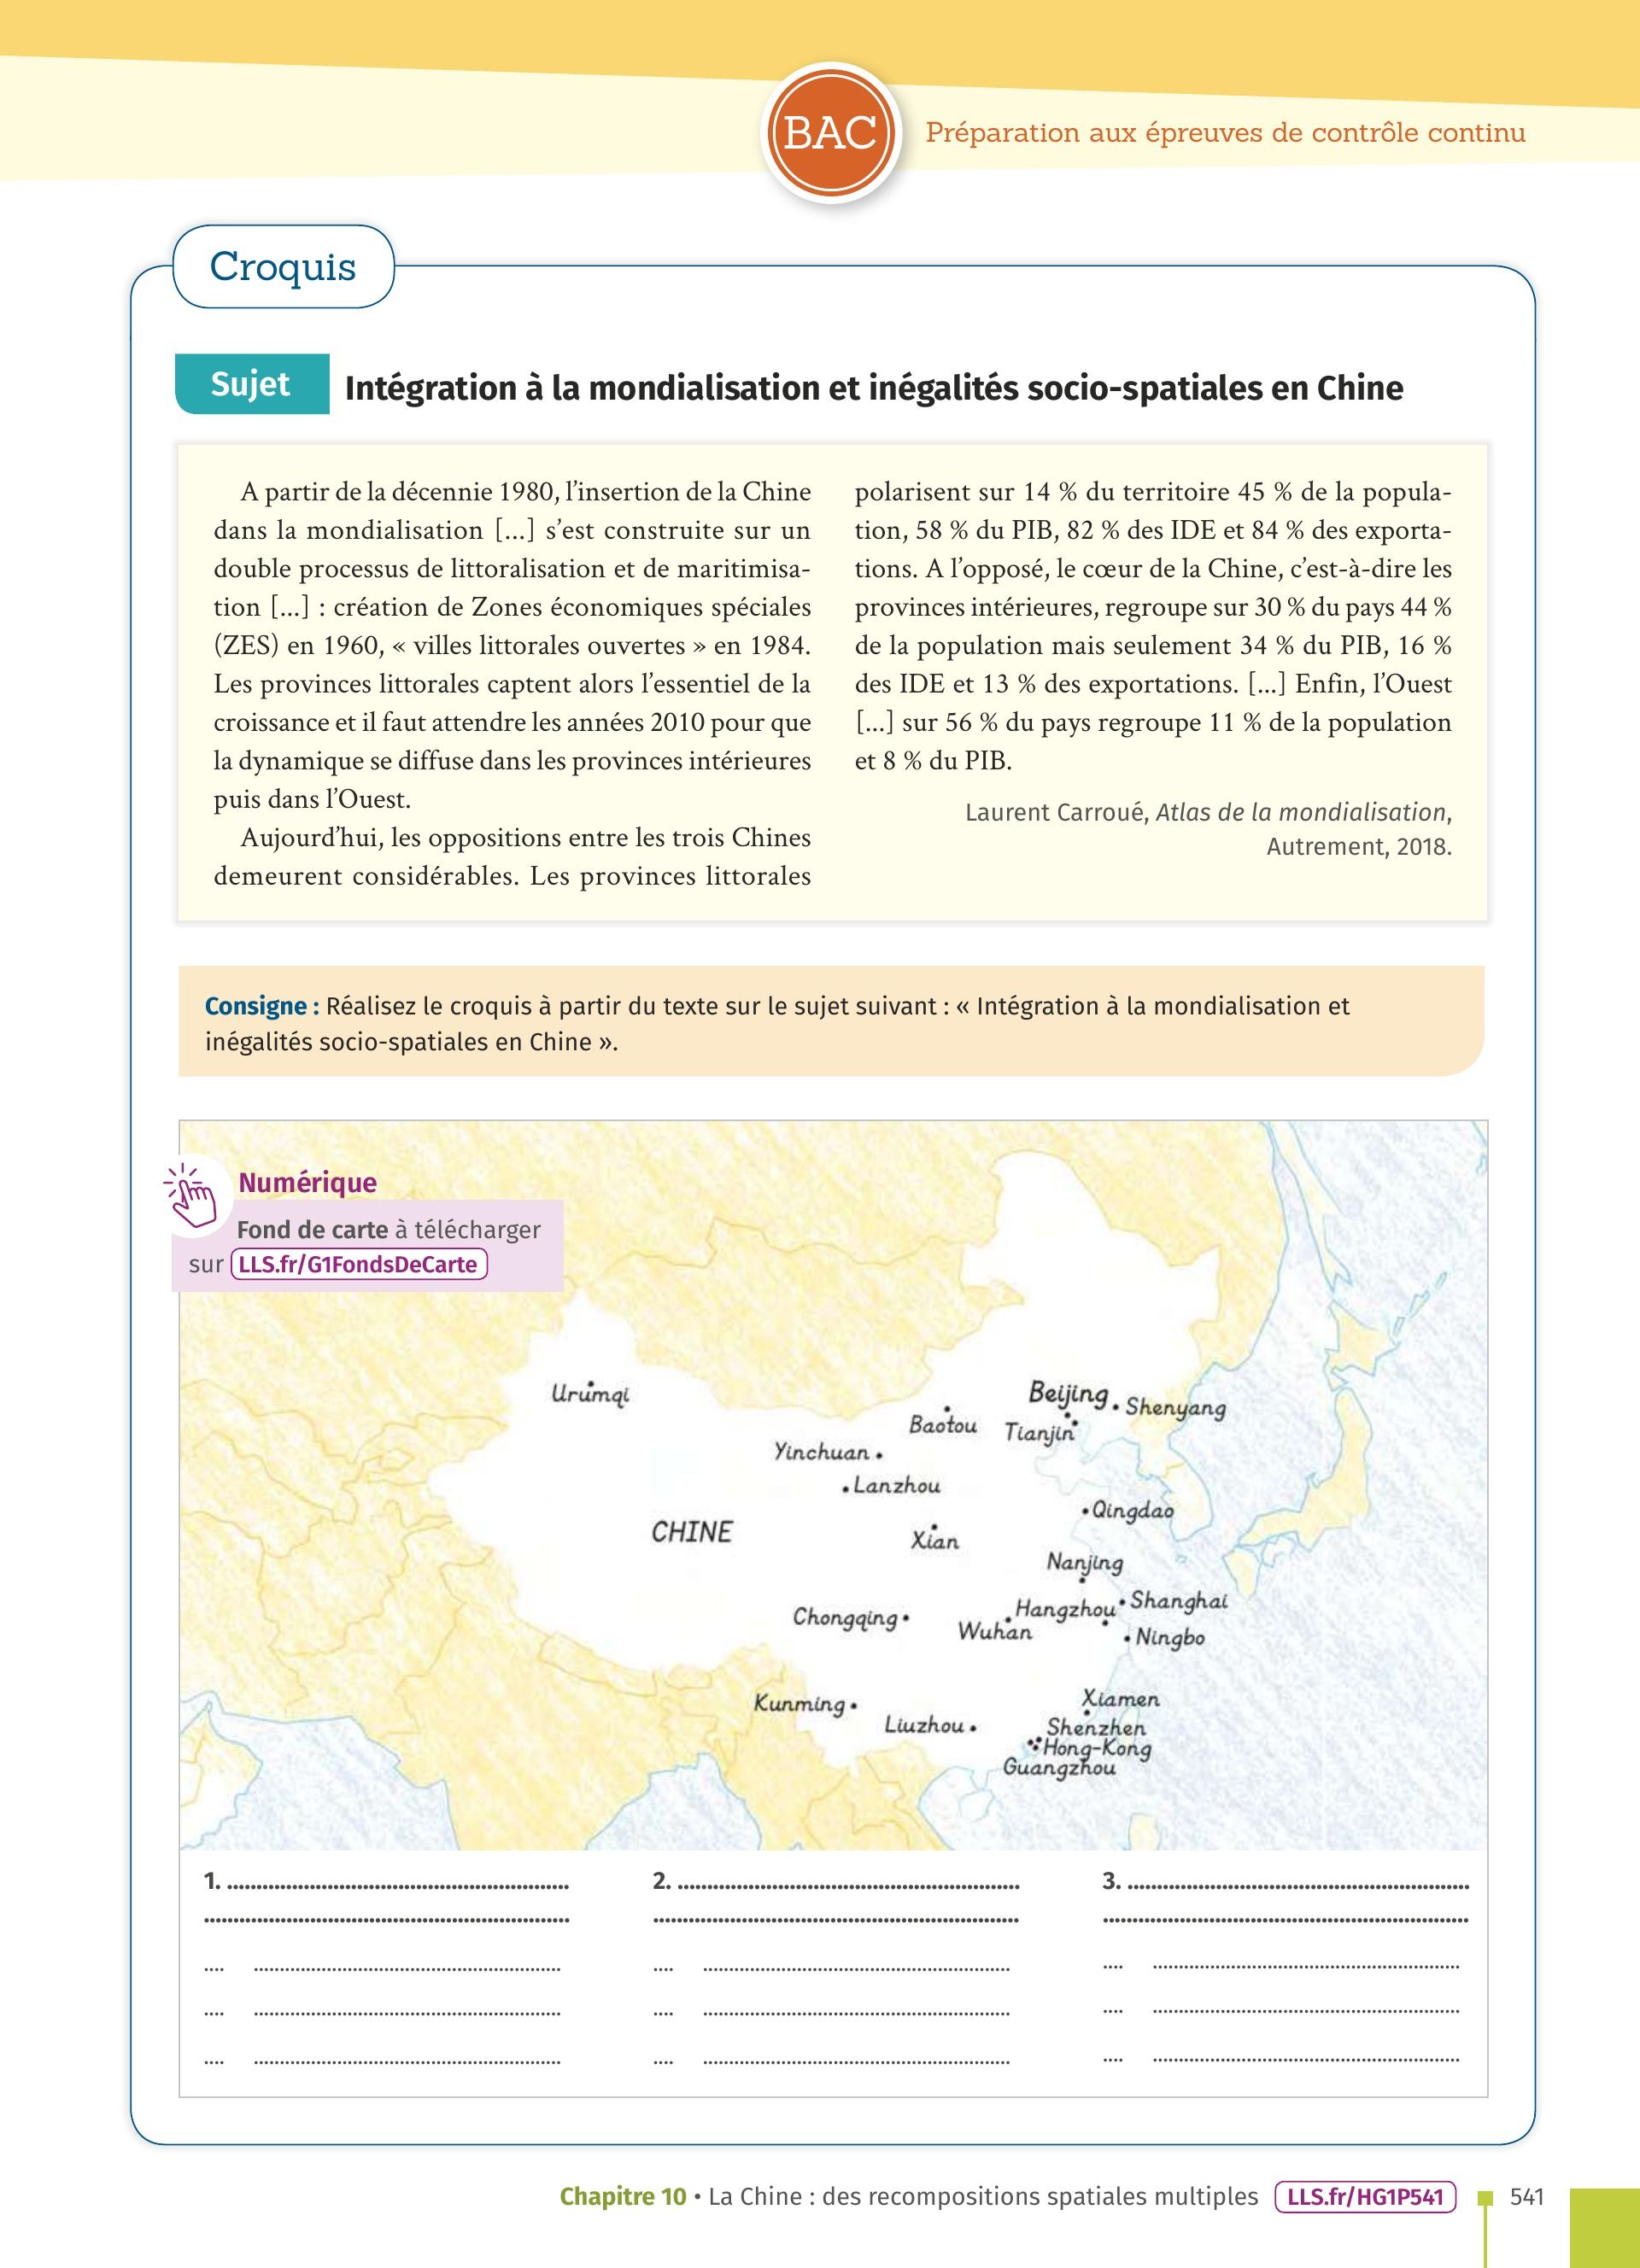 BAC
Préparation aux épreuves de contrôle continu
Croquis
Sujet
Intégration à la mondialisation et inégalités socio-spatiales en Chine
A partir de la décennie 1980, l'insertion de la Chine
dans la mondialisation [...] s'est construite sur un
double processus de littoralisation et de maritimisa-
tion [...] : création de Zones économiques spéciales
(ZES) en 1960, « villes littorales ouvertes » en 1984.
Les provinces littorales captent alors l'essentiel de la
croissance et il faut attendre les années 2010 pour que
la dynamique se diffuse dans les provinces intérieures
puis dans l'Ouest.
Aujourd'hui, les oppositions entre les trois Chines
demeurent considérables. Les provinces littorales
polarisent sur 14 % du territoire 45 % de la popula-
tion, 58 % du PIB, 82 % des IDE et 84 % des exporta-
tions. A l'opposé, le cœur de la Chine, c'est-à-dire les
provinces intérieures, regroupe sur 30 % du pays 44 %
de la population mais seulement 34 % du PIB, 16 %
des IDE et 13 % des exportations. [...] Enfin, l'Ouest
[...] sur 56 % du pays regroupe 11 % de la population
et 8 % du PIB.
Laurent Carroué, Atlas de la mondialisation,
Autrement, 2018.
Consigne : Réalisez le croquis à partir du texte sur le sujet suivant : « Intégration à la mondialisation et
inégalités socio-spatiales en Chine ».
Numérique
Fond de carte à télécharger
sur LLS.fr/G1FondsDeCarte
Urumqi
Beijing
Shenyang
Baotou
Tianjin
Yinchuan
Lanzhou
Qingdao
CHINE
Xian
Nanjing
Shanghai
Hangzhou
Chongqing
Wuhan
Ningbo
Xiamen
Kunming
Liuzhou
Shenzhen
Hong-Kong
Guangzhou
1.
2.
3.
Chapitre 10 • La Chine : des recompositions spatiales multiples LLS.fr/HG1P541 541